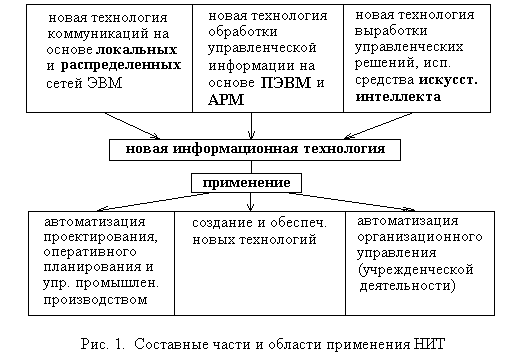 новая технология
коммуникаций на
основе локальных
и распределенных
сетей ЭВМ
новая технология
обработки
управленческой
информации на
основе ПЭВМ и
АРМ
новая технология
выработки
управленческих
решений, исп.
средства искусст.
интеллекта
новая информационная технология
применение
автоматизация
проектирования,
оперативного
планирования и
упр. промышлен.
производством
создание и обеспеч.
новых технологий
автоматизация
организационного
управления
(учрежденческой
деятельности)
Рис. 1. Составные части и области применения НИТ